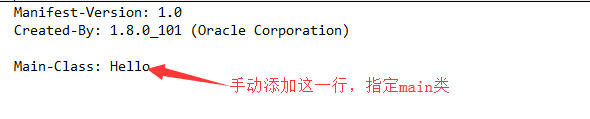 Manifest-Version: 1.0
Created-By: 1.8.0_101 (Oracle Corporation)
Main-Class: Hello
手动添加这一行，指定main类